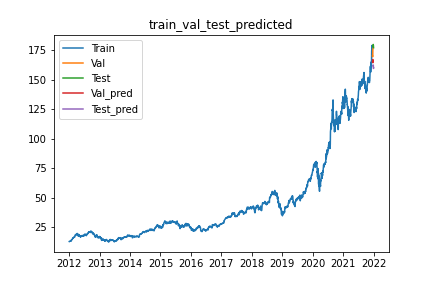 train_val_test_predicted
175
150
125
100
75
50
25
Train
Val
Test
Val_pred
Test_pred
2012 2013 2014 2015 2016 2017 2018 2019 2020 2021 2022